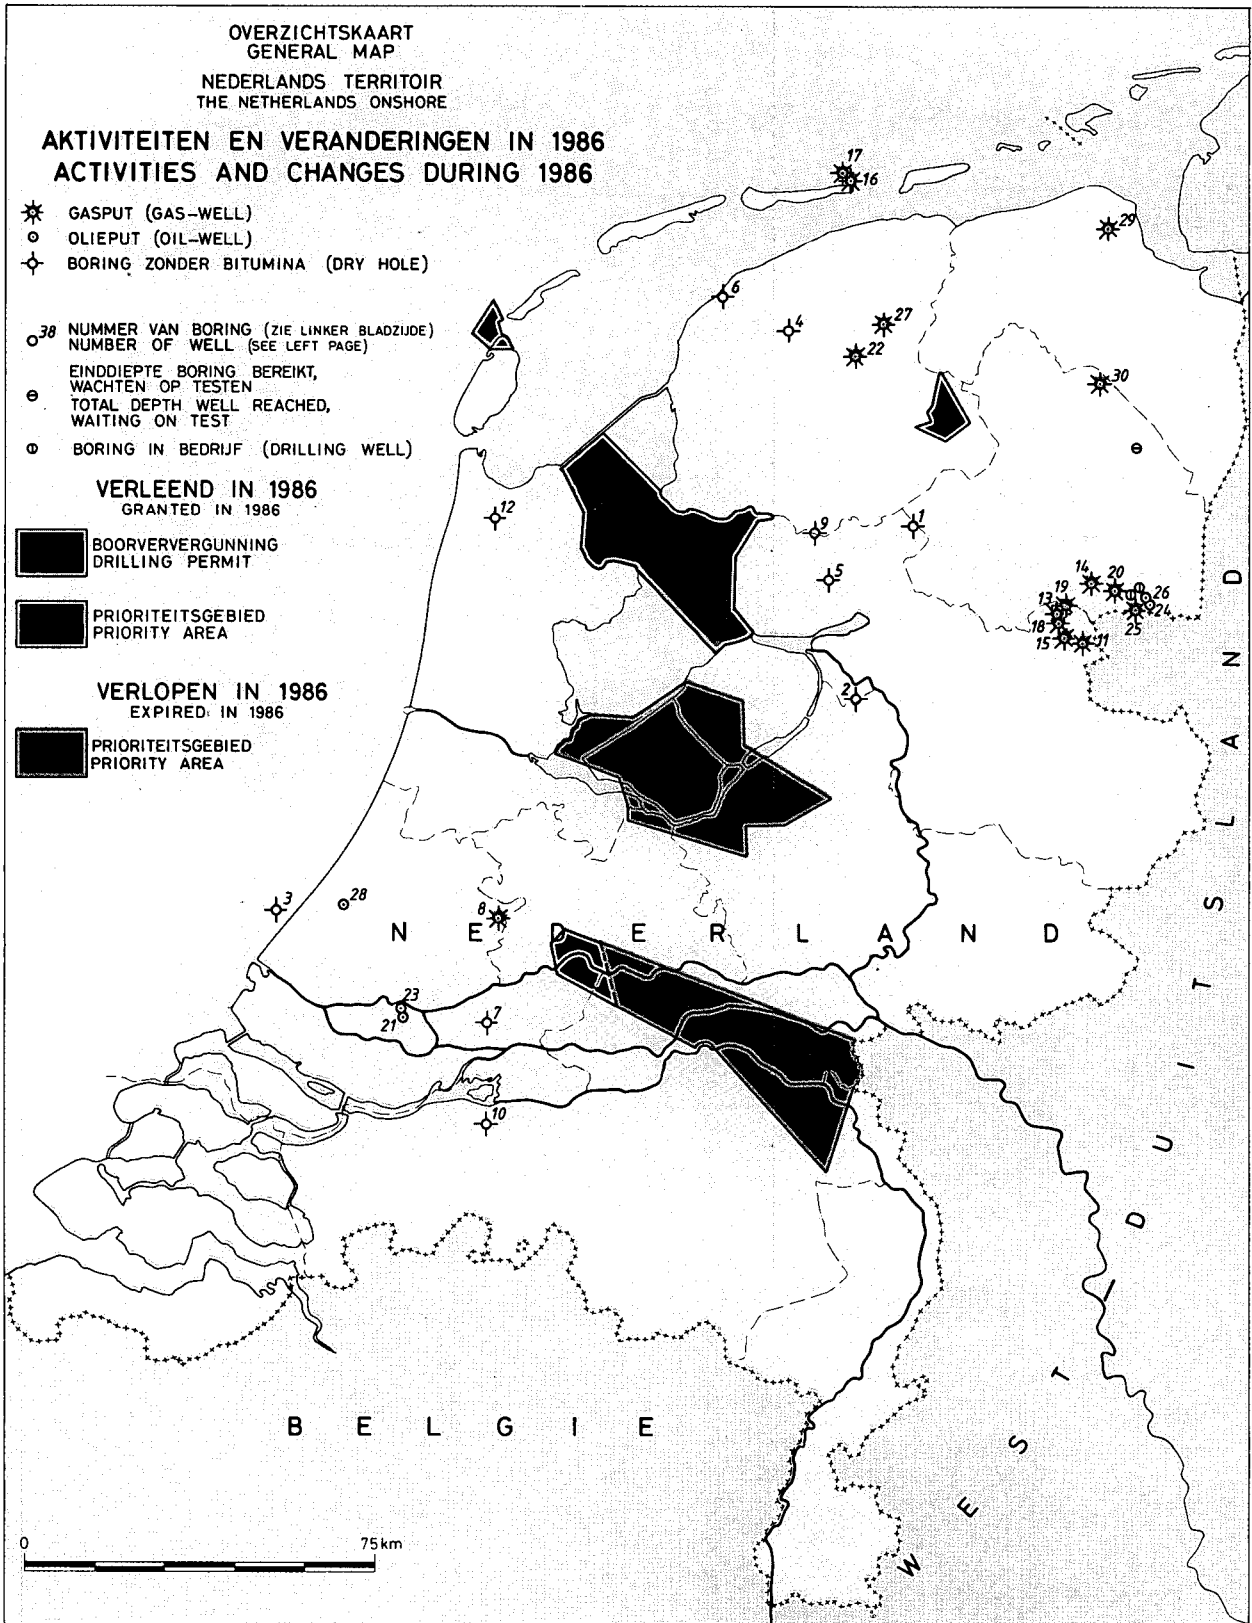 OVERZICHTSKAART
GENERAL MAP
NEDERLANDS TERRITOIR
THE NETHERLANDS ONSHORE
AKTIVITEITEN EN VERANDERINGEN IN 1986
ACTIVITIES AND CHANGES DURING 1986
GASPUT (GAS-WELL)
OLIEPUT (OIL-WELL)
BORING ZONDER BITUMINA (DRY HOLE)
38 NUMMER VAN BORING (ZIE LINKER BLADZIJDE)
NUMBER OF WELL (SEE LEFT PAGE)
EINDDIEPTE BORING BEREIKT,
WACHTEN OP TESTEN
TOTAL DEPTH WELL REACHED,
WAITING ON TEST
BORING IN BEDRIJF (DRILLING WELL)
VERLEEND IN 1986
GRANTED IN 1986
BOORVERVERGUNNING
DRILLING PERMIT
PRIORITEITSGEBIED
PRIORITY AREA
VERLOPEN IN 1986
EXPIRED IN 1986
PRIORITEITSGEBIED
PRIORITY AREA
17
16
29
6
4
27
22
30
12
9
1
5
14
20
19
26
13
24
18
25
15
11
2
3
28
8
NEDERLAND
23
21
7
10
BELGIE
WEST-DUITSLAND
0 75km